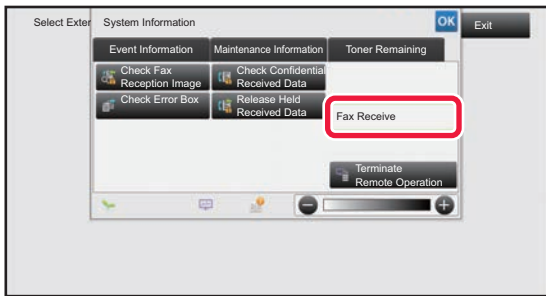 Select Exter
System Information
OK
Exit
Event Information
Maintenance Information
Toner Remaining
Check Fax
Reception Image
Check Confidential
Received Data
Check Error Box
Release Held
Received Data
Fax Receive
Terminate
Remote Operation